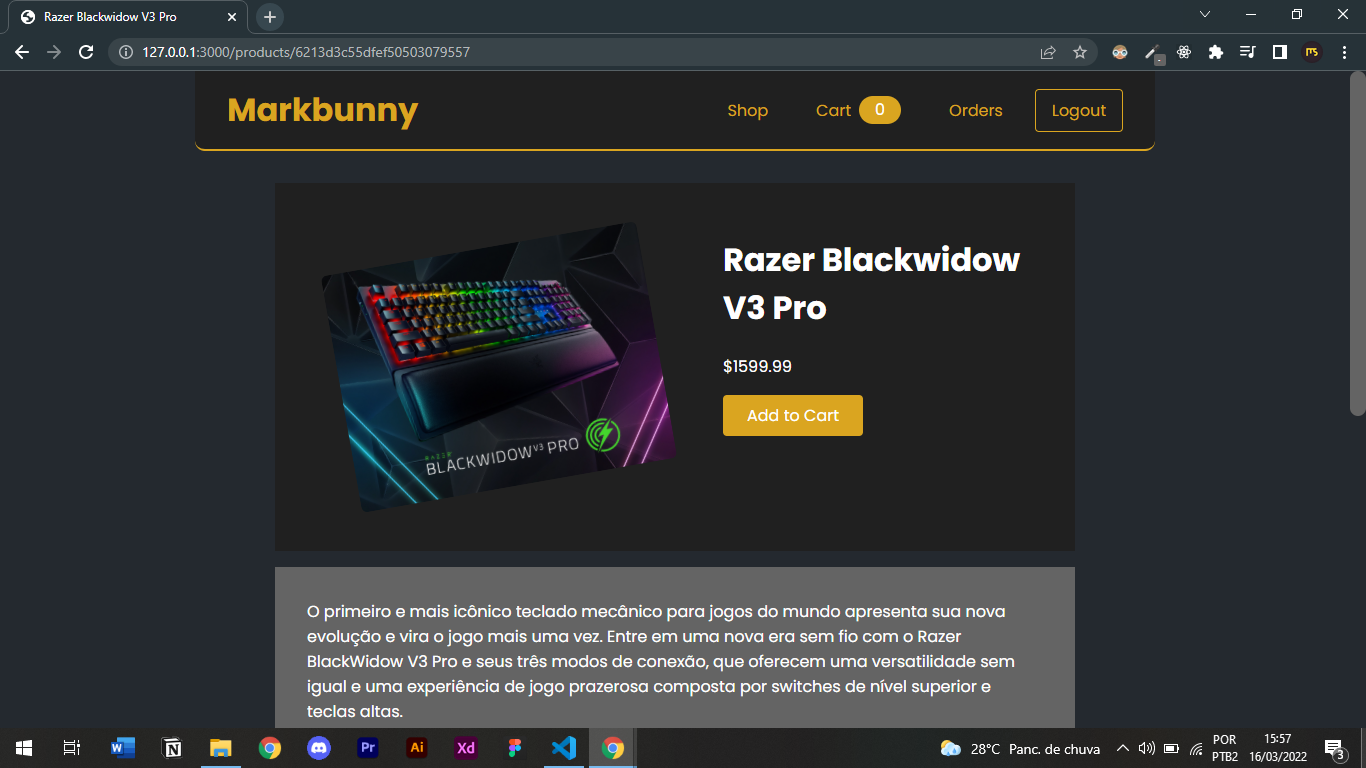 Razer Blackwidow V3 Pro
127.0.0.1:3000/products/6213d3c55dfef50503079557
Markbunny
Shop
Cart 0
Orders
Logout
Razer Blackwidow
V3 Pro
$1599.99
Add to Cart
RAZER
BLACKWIDOW V3 PRO
O primeiro e mais icônico teclado mecânico para jogos do mundo apresenta sua nova
evolução e vira o jogo mais uma vez. Entre em uma nova era sem fio com o Razer
BlackWidow V3 Pro e seus três modos de conexão, que oferecem uma versatilidade sem
igual e uma experiência de jogo prazerosa composta por switches de nível superior e
teclas altas.
W
N
Pr
Ai
Xd
28°C Panc. de chuva
POR
PTB2
15:57
16/03/2022
3